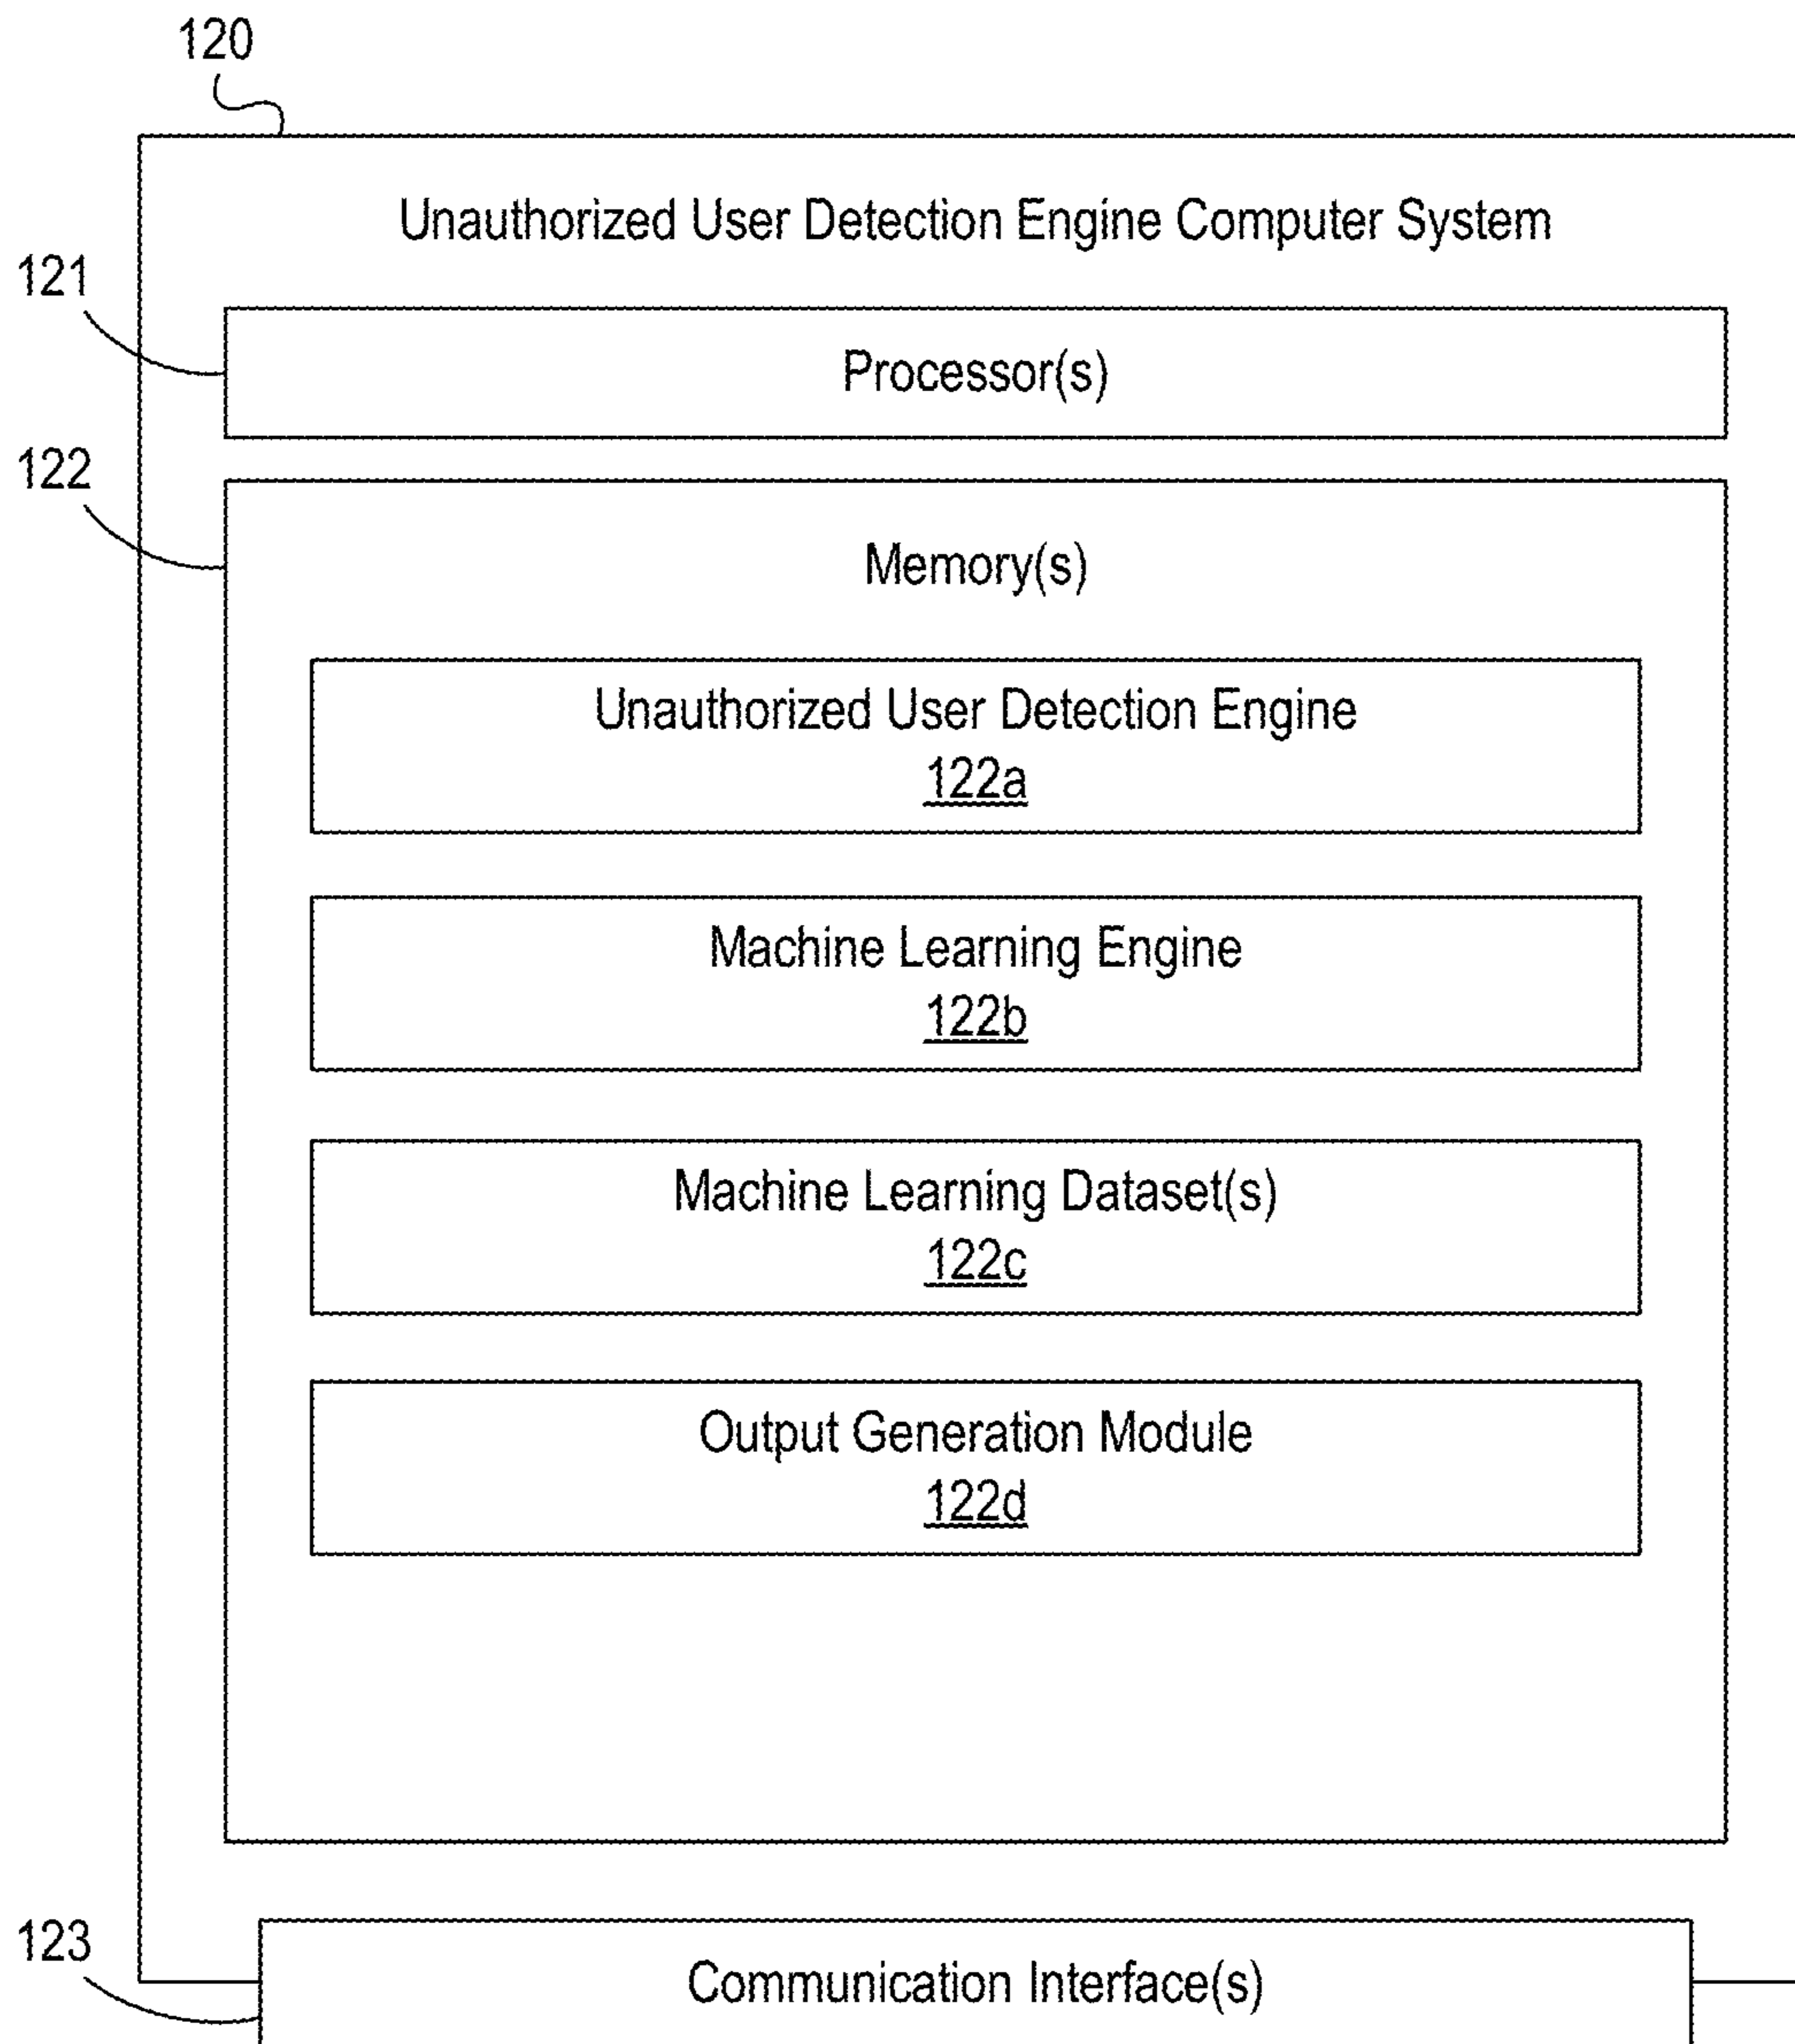 120
Unauthorized User Detection Engine Computer System
121
Processor(s)
122
Memory(s)
Unauthorized User Detection Engine
122a
Machine Learning Engine
122b
Machine Learning Dataset(s)
122c
Output Generation Module
122d
123
Communication Interface(s)